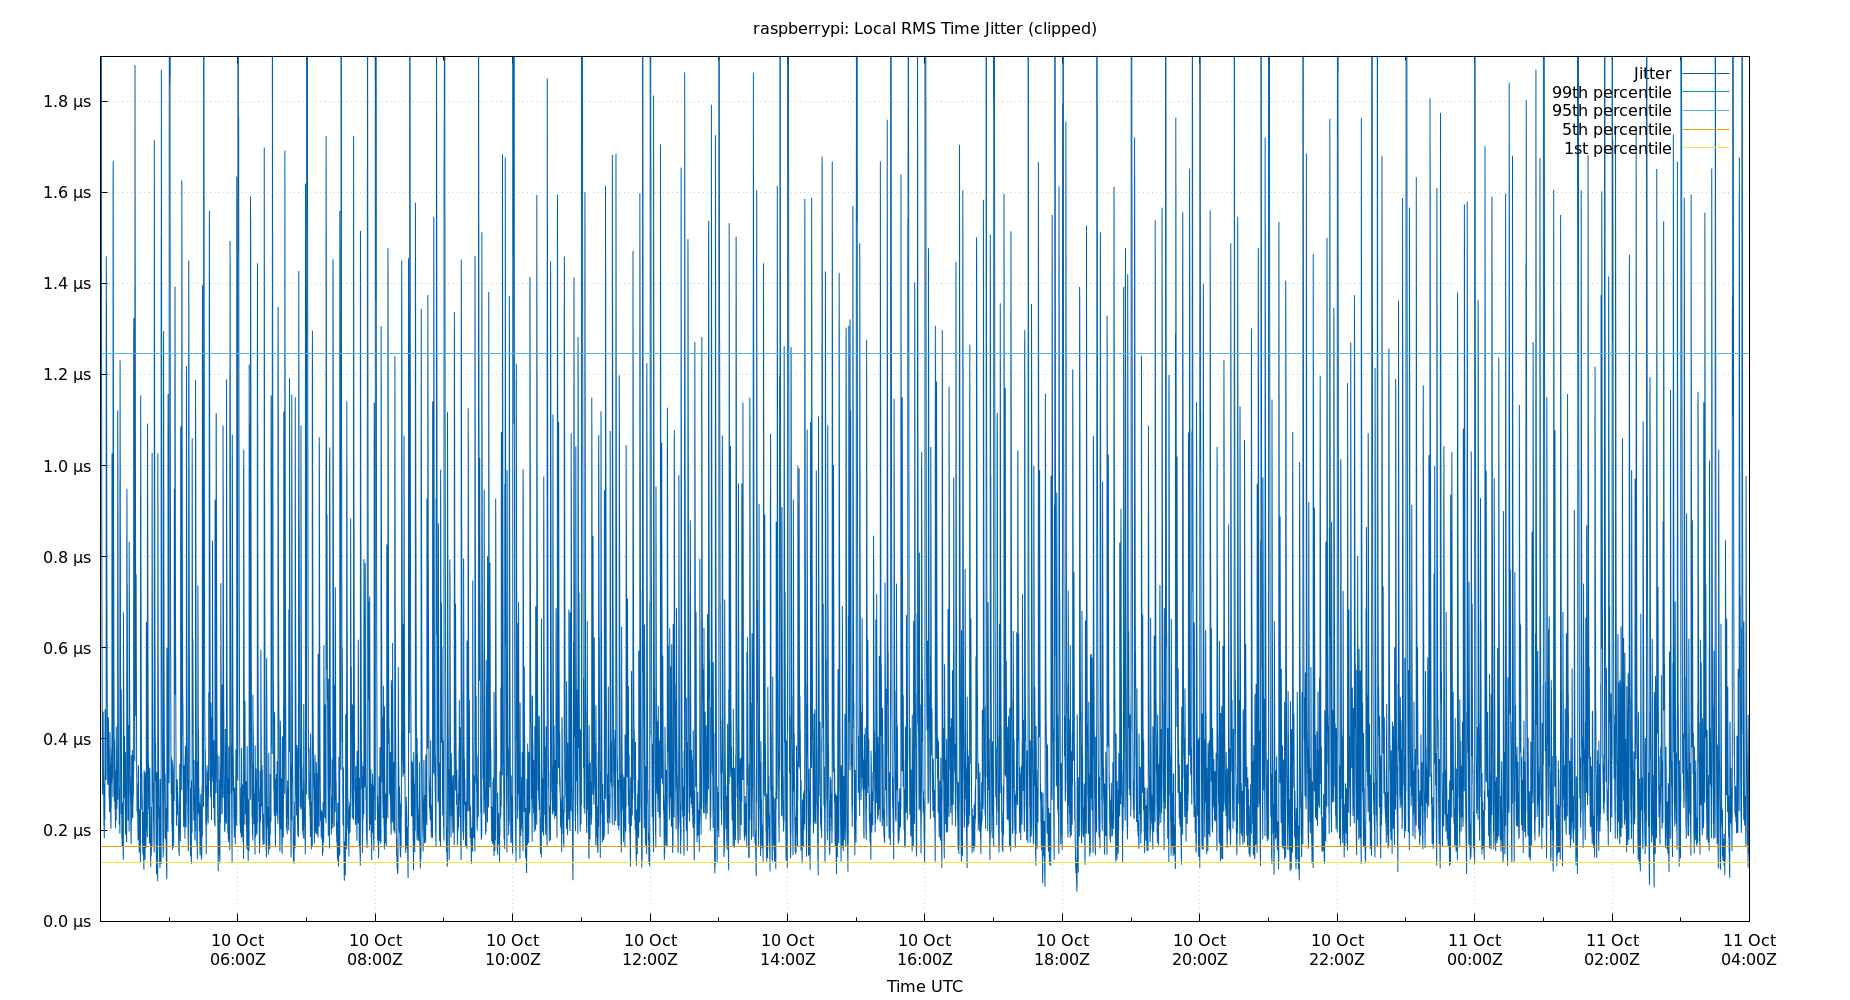 raspberrypi: Local RMS Time Jitter (clipped)
Jitter
99th percentile
95th percentile
5th percentile
1st percentile
1.8 µs
1.6 µs
1.4 µs
1.2 µs
1.0 µs
0.8 µs
0.6 µs
0.4 µs
0.2 µs
0.0 µs
10 Oct 10 Oct 10 Oct 10 Oct 10 Oct 10 Oct 10 Oct 10 Oct 10 Oct 11 Oct 11 Oct 11 Oct
06:00Z 08:00Z 10:00Z 12:00Z 14:00Z 16:00Z 18:00Z 20:00Z 22:00Z 00:00Z 02:00Z 04:00Z
Time UTC